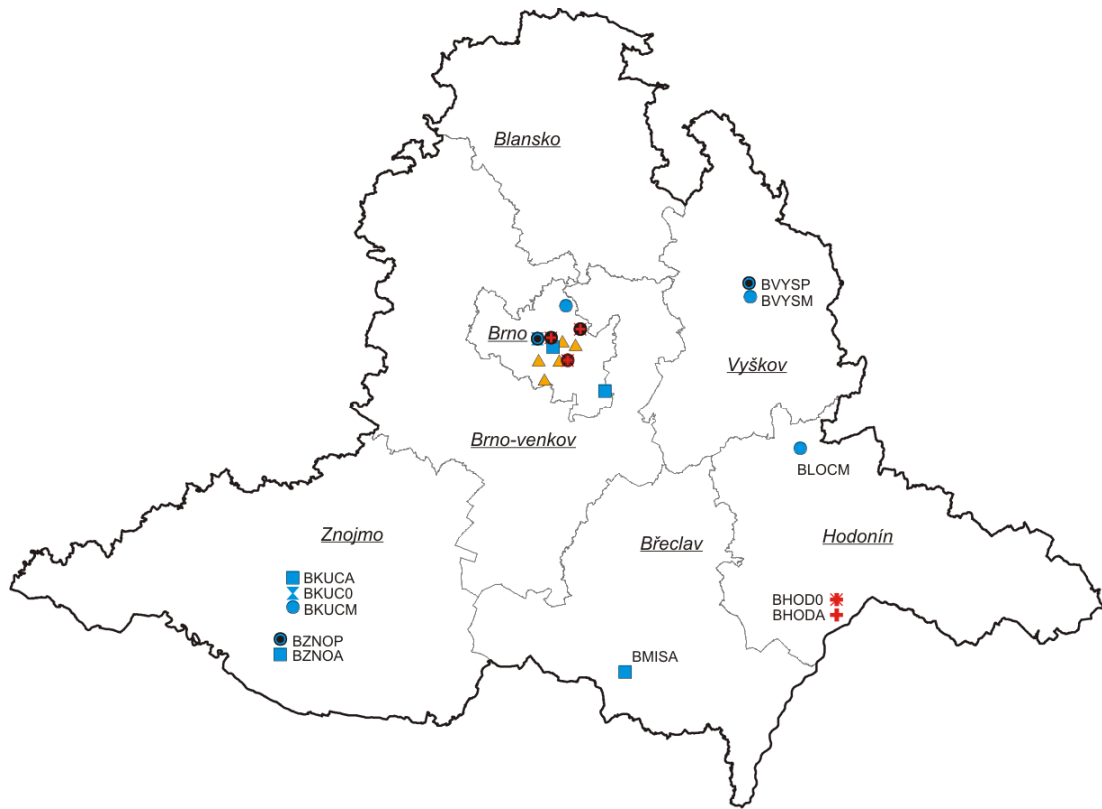 Blansko
BVYSP
BVYSM
Brno
Vyškov
Brno-venkov
BLOCM
Znojmo
Břeclav
Hodonín
BKUCA
BKUC0
BKUCM
BHOD0
BHODA
BZNOP
BZNOA
BMISA